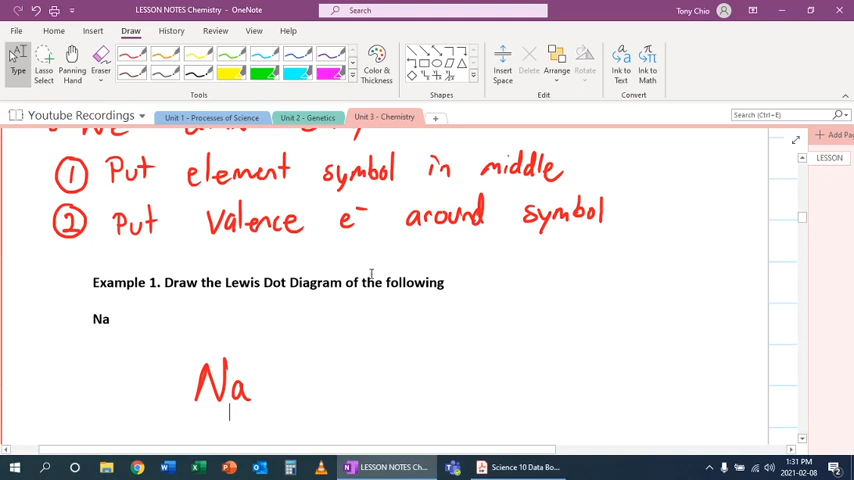 LESSON NOTES Chemistry - OneNote
Search
Tony Chio
File Home Insert Draw History Review View Help
Type
Lasso Select
Panning Hand
Eraser
Color & Thickness
Insert Space
Delete
Arrange
Rotate
Ink to Text
Ink to Math
Tools
Shapes
Edit
Convert
Youtube Recordings
Unit 1 - Processes of Science
Unit 2 - Genetics
Unit 3 - Chemistry
Search (Ctrl+E)
Add Pa
LESSON
1 Put element symbol in middle
2 Put valence e- around symbol
Example 1. Draw the Lewis Dot Diagram of the following
Na
Na
LESSON NOTES Ch...
Science 10 Data Bo...
1:31 PM
2021-02-08
2